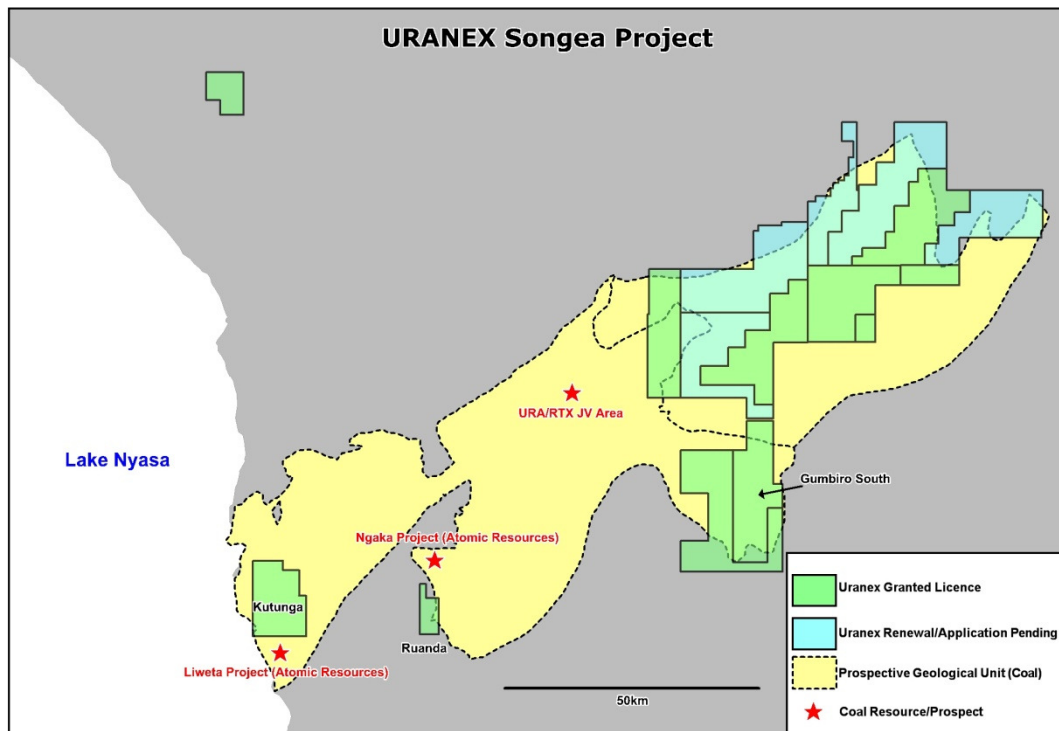 URANEX Songea Project
URA/RTX JV Area
Lake Nyasa
Gumbiro South
Ngaka Project (Atomic Resources)
Kutunga
Ruanda
Liweta Project (Atomic Resources)
50km
Uranex Granted Licence
Uranex Renewal/Application Pending
Prospective Geological Unit (Coal)
Coal Resource/Prospect